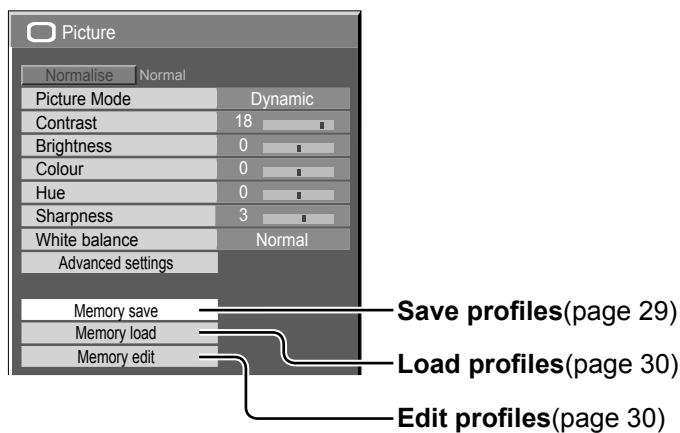 Picture
Normalise Normal
Picture Mode Dynamic
Contrast 18
Brightness 0
Colour 0
Hue 0
Sharpness 3
White balance Normal
Advanced settings
Memory save Save profiles(page 29)
Memory load Load profiles(page 30)
Memory edit Edit profiles(page 30)